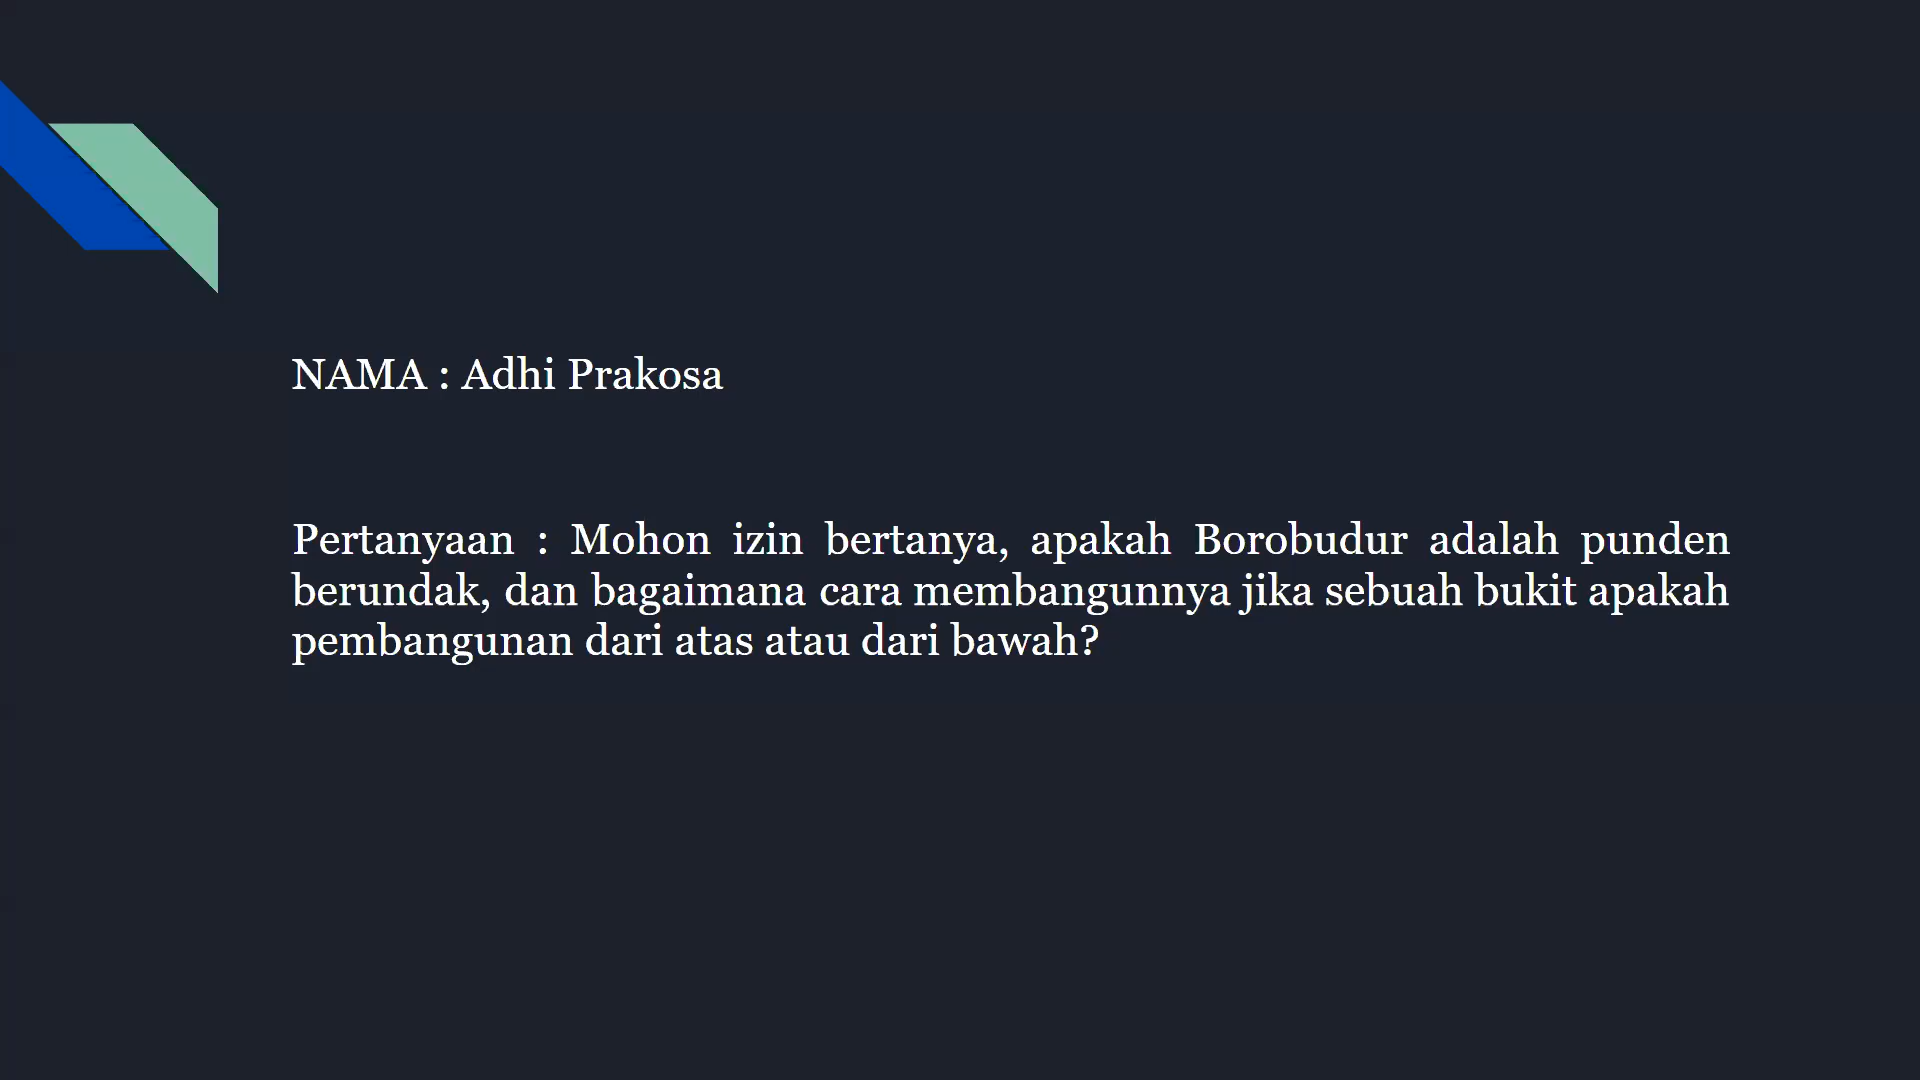 NAMA : Adhi Prakosa
Pertanyaan : Mohon izin bertanya, apakah Borobudur adalah punden
berundak, dan bagaimana cara membangunnya jika sebuah bukit apakah
pembangunan dari atas atau dari bawah?